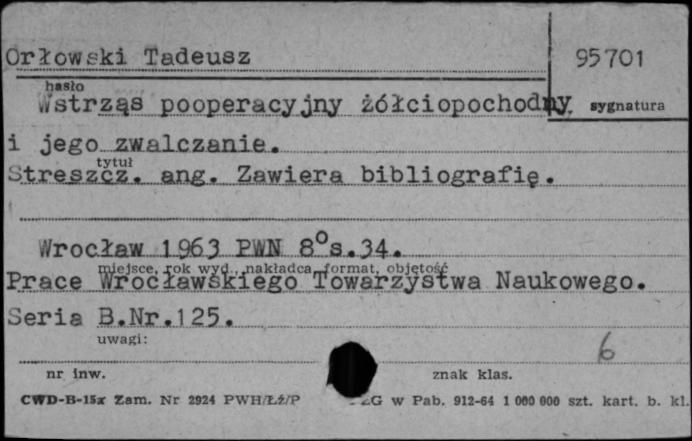 Orłowski Tadeusz
95701
hasło
Wstrząs pooperacyjny żółciopochodny
sygnatura
i jego zwalczanie.
tytuł
Streszcz. ang. Zawiera bibliografię.
Wrocław 1963 PWN 8°s.34.
miejsce, rok wyd., nakładca, format, objętość
Prace Wrocławskiego Towarzystwa Naukowego.
Seria B.Nr.125.
uwagi:
6
nr inw.
znak klas.
CWD-B-15x Zam. Nr 2924 PWH/Łź/P
w Pab. 912-64 1 000 000 szt. kart. b. kl.